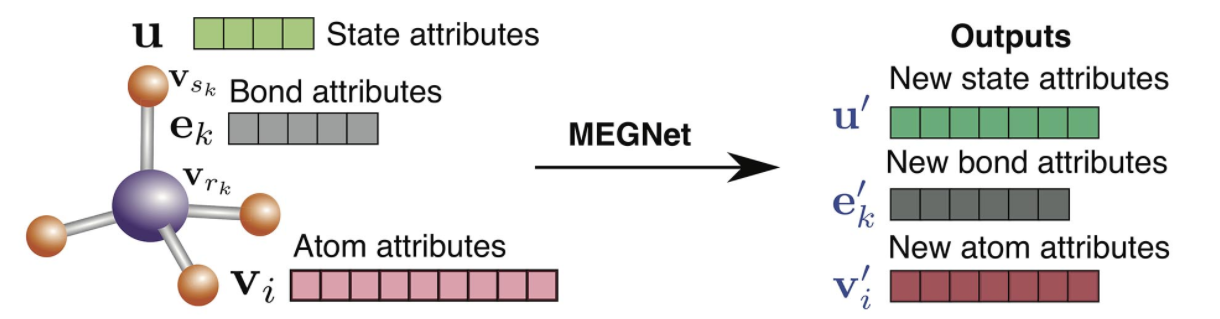 u State attributes
v_{s_k} Bond attributes
e_k
v_{r_k}
Atom attributes
v_i
MEGNet
Outputs
New state attributes
u′
New bond attributes
e′_k
New atom attributes
v′_i